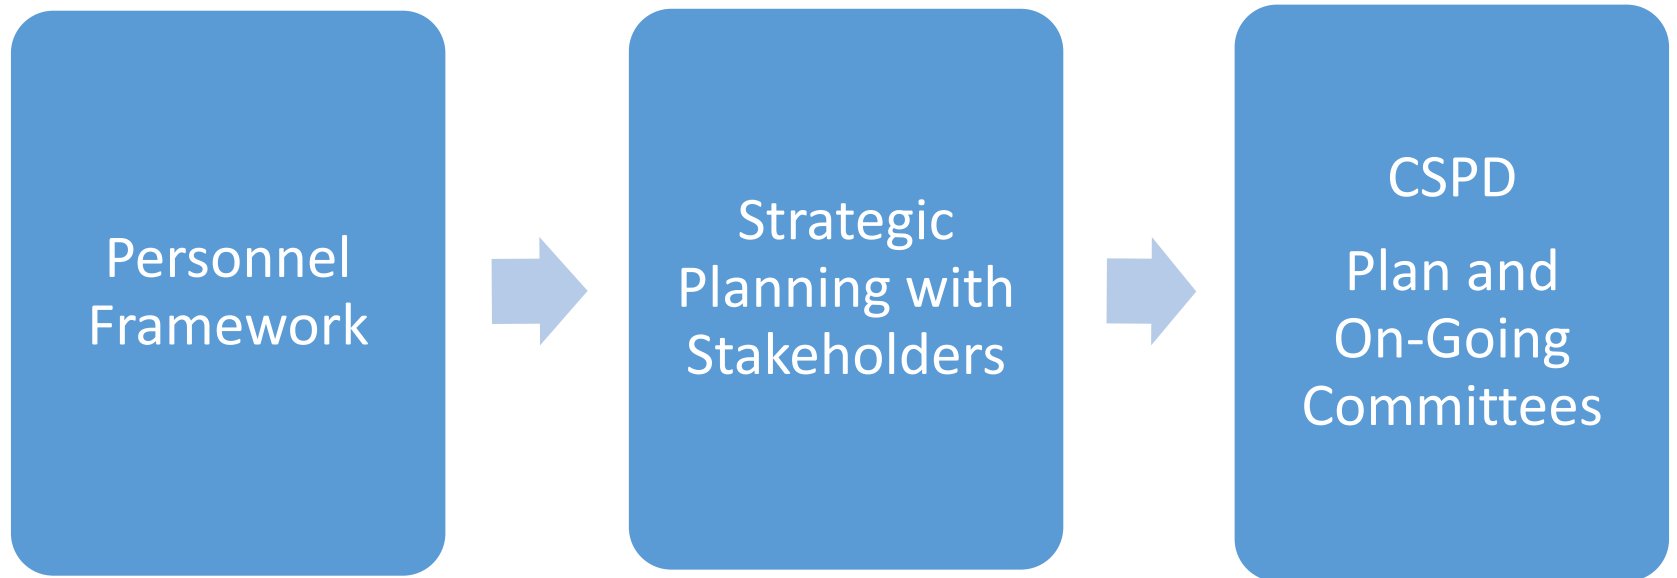 Personnel
Framework
Strategic
Planning with
Stakeholders
CSPD
Plan and
On-Going
Committees